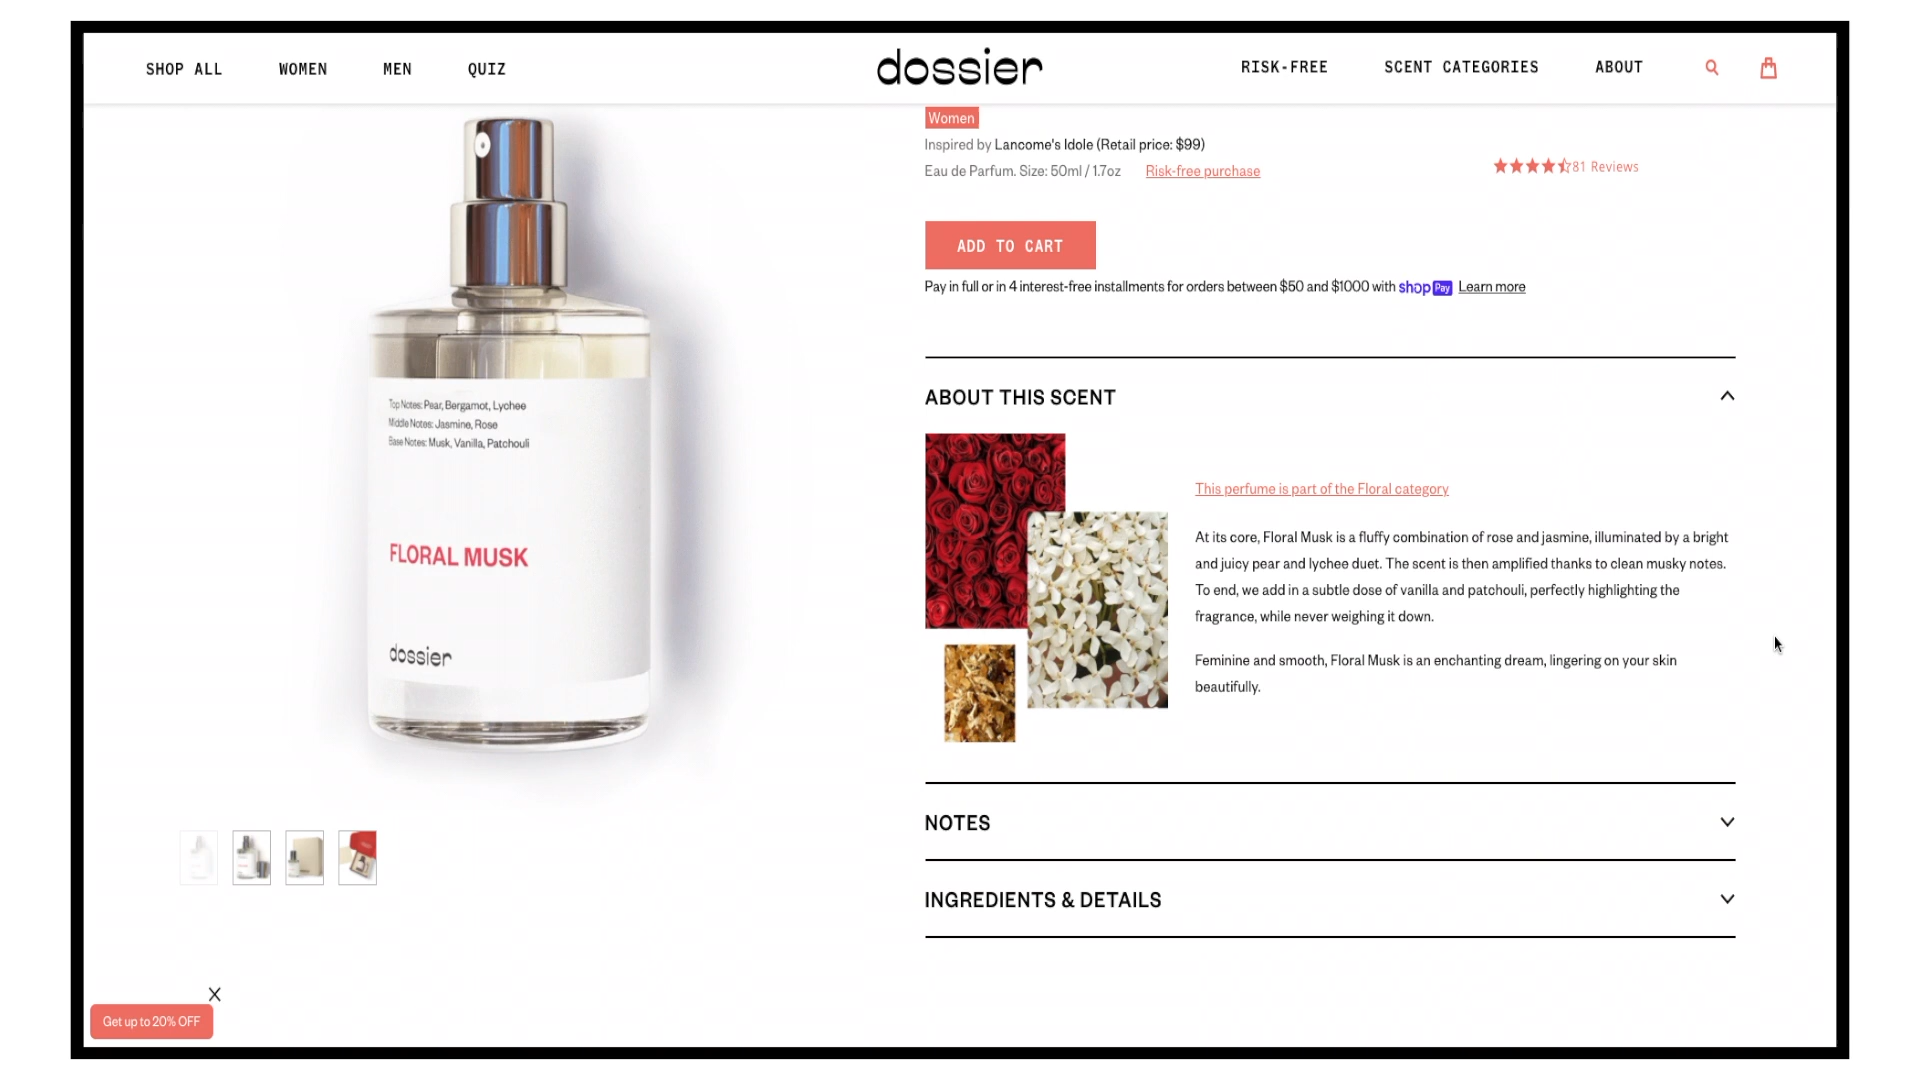 SHOP ALL WOMEN MEN QUIZ dossier RISK-FREE SCENT CATEGORIES ABOUT
Women
Inspired by Lancome's Idole (Retail price: $99)
Eau de Parfum. Size: 50ml / 1.7oz Risk-free purchase
81 Reviews
ADD TO CART
Pay in full or in 4 interest-free installments for orders between $50 and $1000 with shop Pay Learn more
Top Notes: Pear, Bergamot, Lychee
Middle Notes: Jasmine, Rose
Base Notes: Musk, Vanilla, Patchouli
FLORAL MUSK
dossier
ABOUT THIS SCENT
This perfume is part of the Floral category
At its core, Floral Musk is a fluffy combination of rose and jasmine, illuminated by a bright
and juicy pear and lychee duet. The scent is then amplified thanks to clean musky notes.
To end, we add in a subtle dose of vanilla and patchouli, perfectly highlighting the
fragrance, while never weighing it down.
Feminine and smooth, Floral Musk is an enchanting dream, lingering on your skin
beautifully.
NOTES
INGREDIENTS & DETAILS
X
Get up to 20% OFF